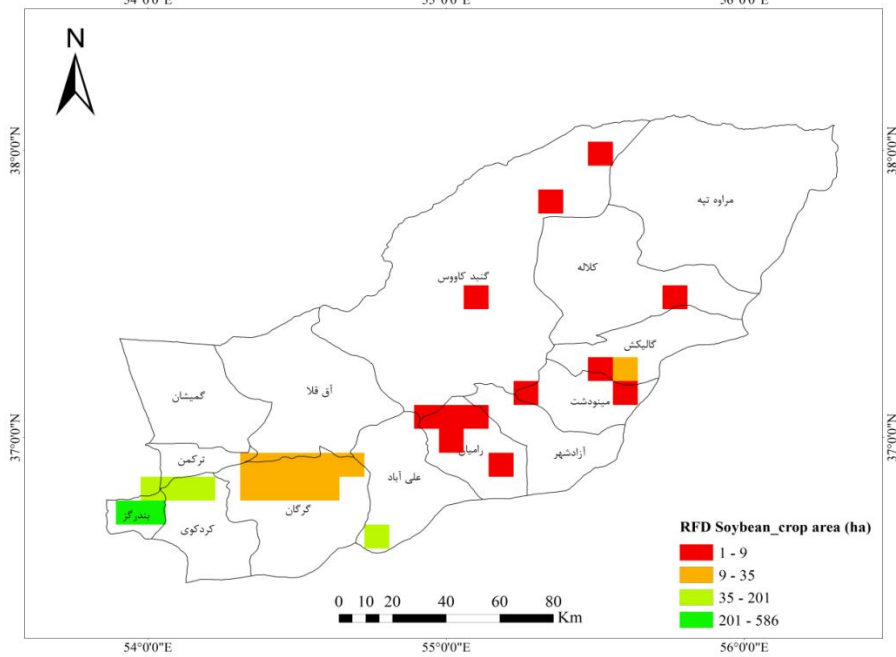 54°0'0"E
55°0'0"E
56°0'0"E
N
38°0'0"N
38°0'0"N
مراوه تپه
گنبد کاووس
کلاله
گالیکش
گمیشان
آق قلا
مینودشت
37°0'0"N
37°0'0"N
رامیان
آزادشهر
ترکمن
علی آباد
بندرگز
کردکوی
گرگان
RFD Soybean_crop area (ha)
1 - 9
9 - 35
35 - 201
201 - 586
0 10 20 40 60 80
Km
54°0'0"E
55°0'0"E
56°0'0"E